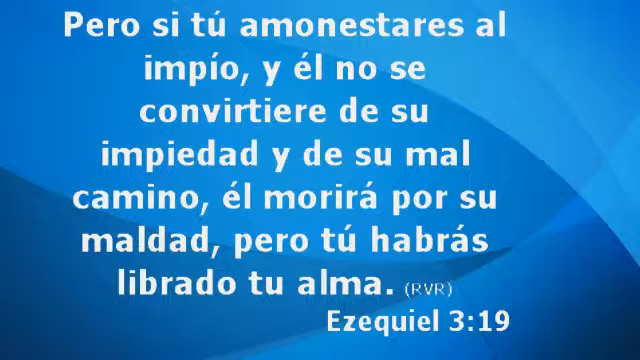 Pero si tú amonestares al
impío, y él no se
convirtiere de su
impiedad y de su mal
camino, él morirá por su
maldad, pero tú habrás
librado tu alma. (RVR)
Ezequiel 3:19